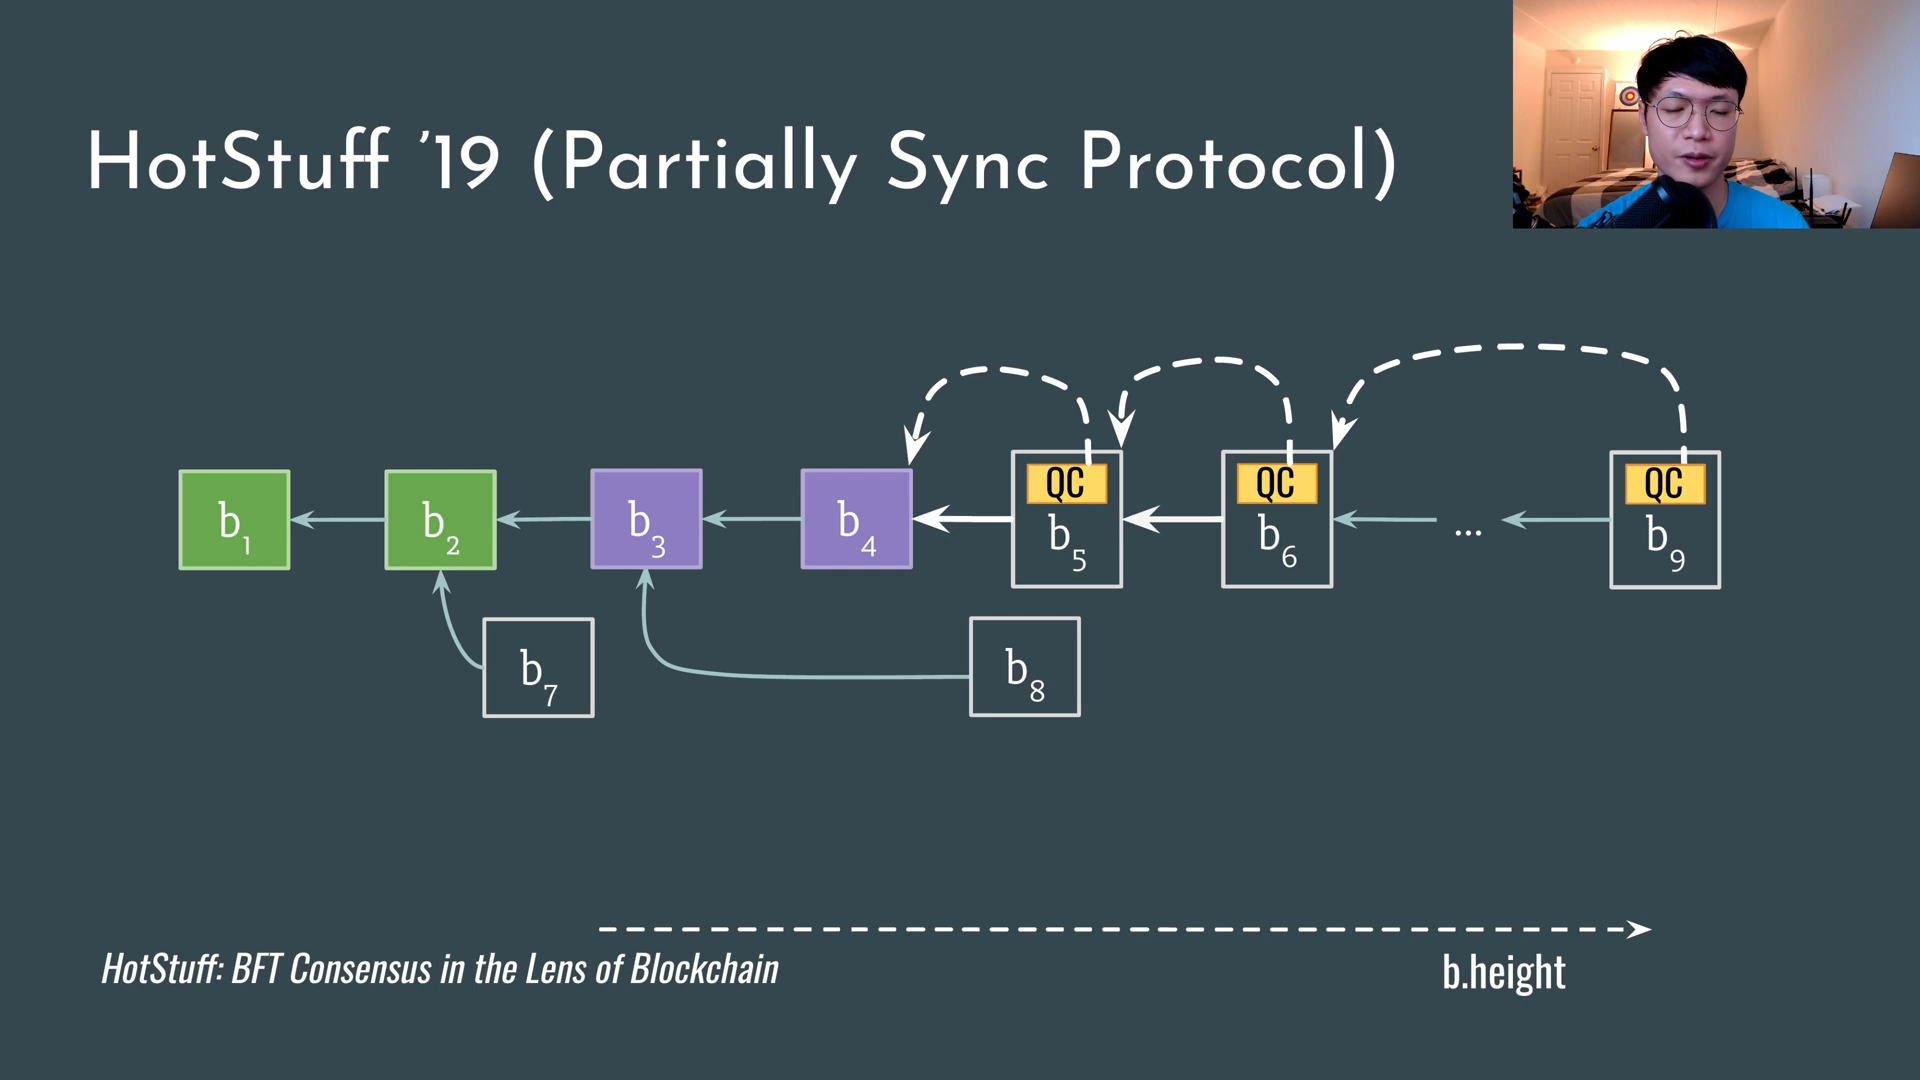 HotStuff ’19 (Partially Sync Protocol)
QC QC QC
b1 b2 b3 b4 b5 b6 ... b9
b7 b8
HotStuff: BFT Consensus in the Lens of Blockchain
b.height